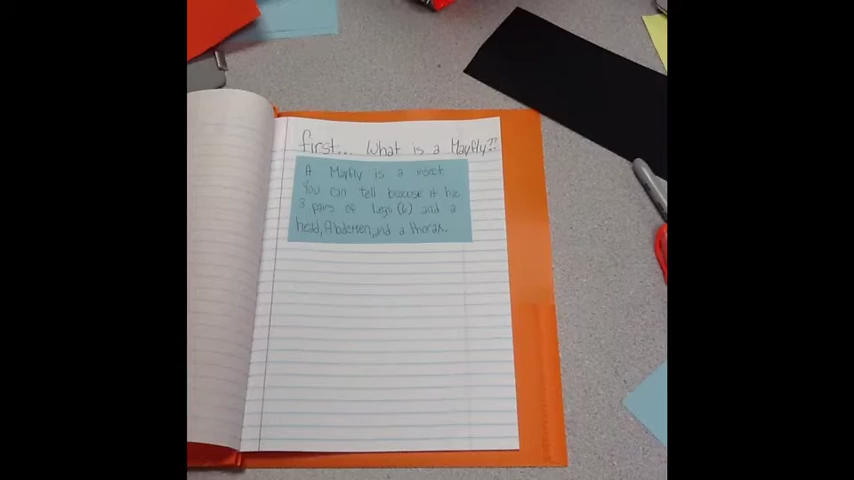 first... What is a Mayfly??
A Mayfly is a insect
You can tell because it has
3 pairs of Legs (6) and a
head, Abdomen, and a thorax.